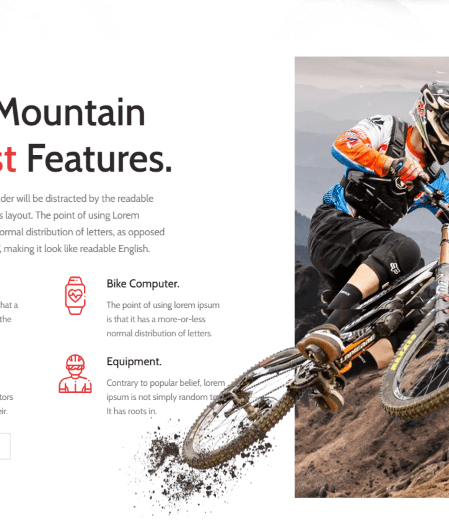 Mountain
st Features.
der will be distracted by the readable
s layout. The point of using Lorem
ormal distribution of letters, as opposed
, making it look like readable English.
hat a
the
Bike Computer.
The point of using lorem ipsum
is that it has a more-or-less
normal distribution of letters.
tors
eir.
Equipment.
Contrary to popular belief, lorem
ipsum is not simply random te
It has roots in.